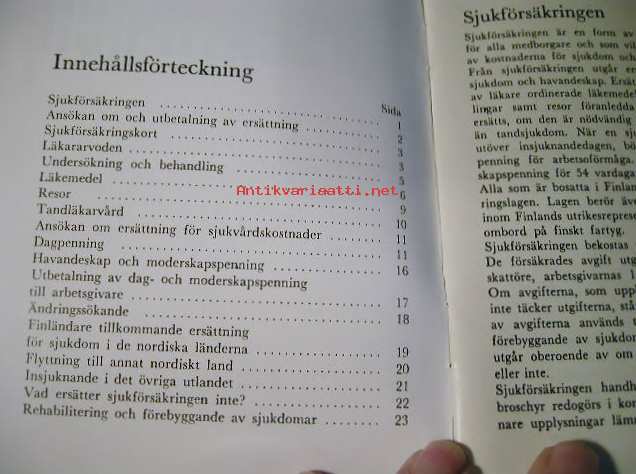 Innehållsförteckning
Sida
Sjukförsäkringen 1
Ansökan om och utbetalning av ersättning 2
Sjukförsäkringskort 3
Läkararvoden 3
Undersökning och behandling 5
Läkemedel 6
Resor 9
Tandläkarvård 10
Ansökan om ersättning för sjukvårdskostnader 11
Dagpenning 11
Havandeskap och moderskapspenning 16
Utbetalning av dag- och moderskapspenning
till arbetsgivare 17
Ändringssökande 18
Finländare tillkommande ersättning
för sjukdom i de nordiska länderna 19
Flyttning till annat nordiskt land 20
Insjuknande i det övriga utlandet 21
Vad ersätter sjukförsäkringen inte? 22
Rehabilitering och förebyggande av sjukdomar 23
Antikvariaatti.net
Sjukförsäkringen
Sjukförsäkringen är en form av
för alla medborgare och som
av kostnaderna för sjukdom och
Från sjukförsäkringen utgår
sjukdom och havandeskap.
av läkare ordinerade läkemedel
lingar samt resor föranledda
ersätts, om den är nödvändig
än tandsjukdom. När en
utöver insjuknandedagen,
penning för arbetsoförmåga.
skapspenning för 54 vardaga
Alla som är bosatta i Finlan
ringslagen. Lagen berör äve
inom Finlands utrikesrepresen
ombord på finskt fartyg.
Sjukförsäkringen bekostas
De försäkrades avgift utg
skattöre, arbetsgivarnas 1.
Om avgifterna, som upp
inte täcker utgifterna, stå
av avgifterna används t
förebyggande av sjukdom
utgår oberoende av om
eller inte.
Sjukförsäkringen handh
broschyr redogörs i kor
nare upplysningar lämn